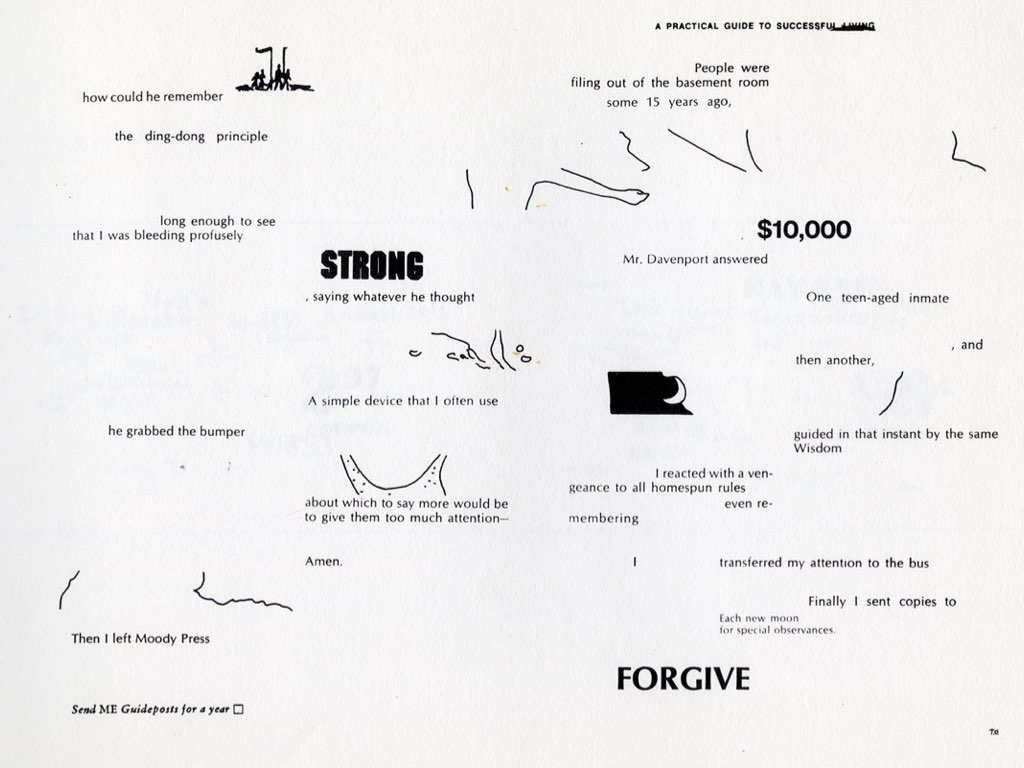 A PRACTICAL GUIDE TO SUCCESSFUL LIVING
how could he remember
the ding-dong principle
long enough to see
that I was bleeding profusely
STRONG
, saying whatever he thought
A simple device that I often use
he grabbed the bumper
about which to say more would be
to give them too much attention—
Amen.
Then I left Moody Press
Send ME Guideposts for a year
People were
filing out of the basement room
some 15 years ago,
$10,000
Mr. Davenport answered
One teen-aged inmate
, and
then another,
guided in that instant by the same
Wisdom
I reacted with a ven-
geance to all homespun rules
even re-
membering
I transferred my attention to the bus
Finally I sent copies to
Each new moon
for special observances.
FORGIVE